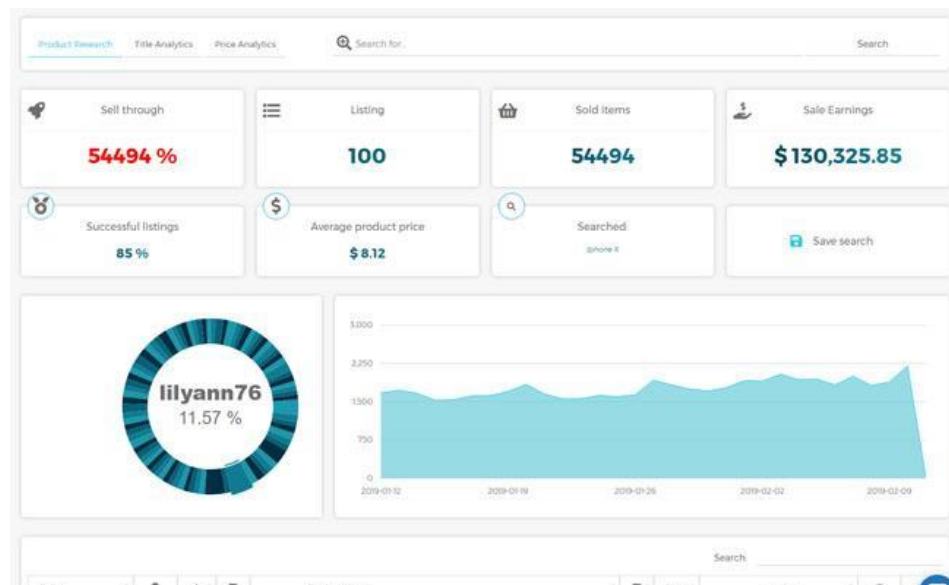 Product Research Title Analytics Price Analytics Search for.. Search
Sell through Listing Sold Items Sale Earnings
54494 % 100 54494 $ 130,325.85
Successful listings Average product price Searched Save search
85 % $ 8.12 iphone X
lilyann76
11.57 %
3,000
2,250
1,500
750
0
2019-01-12 2019-01-19 2019-01-26 2019-02-02 2019-02-09
Search